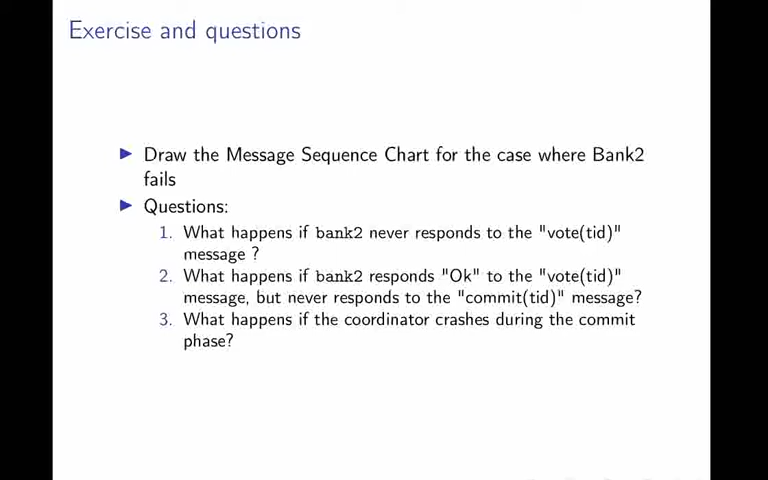 Exercise and questions
Draw the Message Sequence Chart for the case where Bank2
fails
Questions:
1. What happens if bank2 never responds to the "vote(tid)"
message ?
2. What happens if bank2 responds "Ok" to the "vote(tid)"
message, but never responds to the "commit(tid)" message?
3. What happens if the coordinator crashes during the commit
phase?